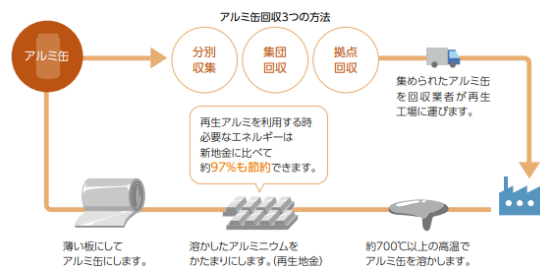 アルミ缶回収3つの方法
アルミ缶
分別
収集
集団
回収
拠点
回収
集められたアルミ缶
を回収業者が再生
工場に運びます。
再生アルミを利用する時
必要なエネルギーは
新地金に比べて
約97%も節約できます。
薄い板にして
アルミ缶にします。
溶かしたアルミニウムを
かたまりにします。(再生地金)
約700℃以上の高温で
アルミ缶を溶かします。